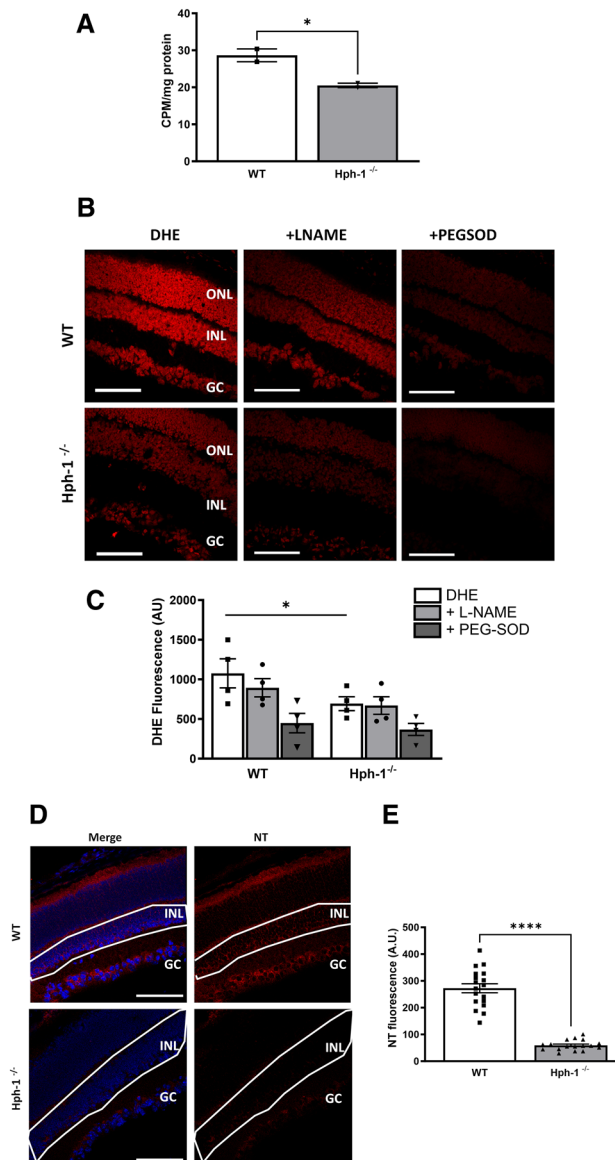 A
*
CPM/mg protein
40
30
20
10
0
WT
Hph-1 -/-
B
DHE
+LNAME
+PEGSOD
WT
ONL
INL
GC
Hph-1 -/-
ONL
INL
GC
C
DHE
+ L-NAME
+ PEG-SOD
*
DHE Fluorescence (AU)
2000
1500
1000
500
0
WT
Hph-1-/-
D
Merge
NT
WT
INL
INL
GC
GC
Hph-1 -/-
INL
INL
GC
GC
E
****
NT fluorescence (A.U.)
500
400
300
200
100
0
WT
Hph-1 -/-